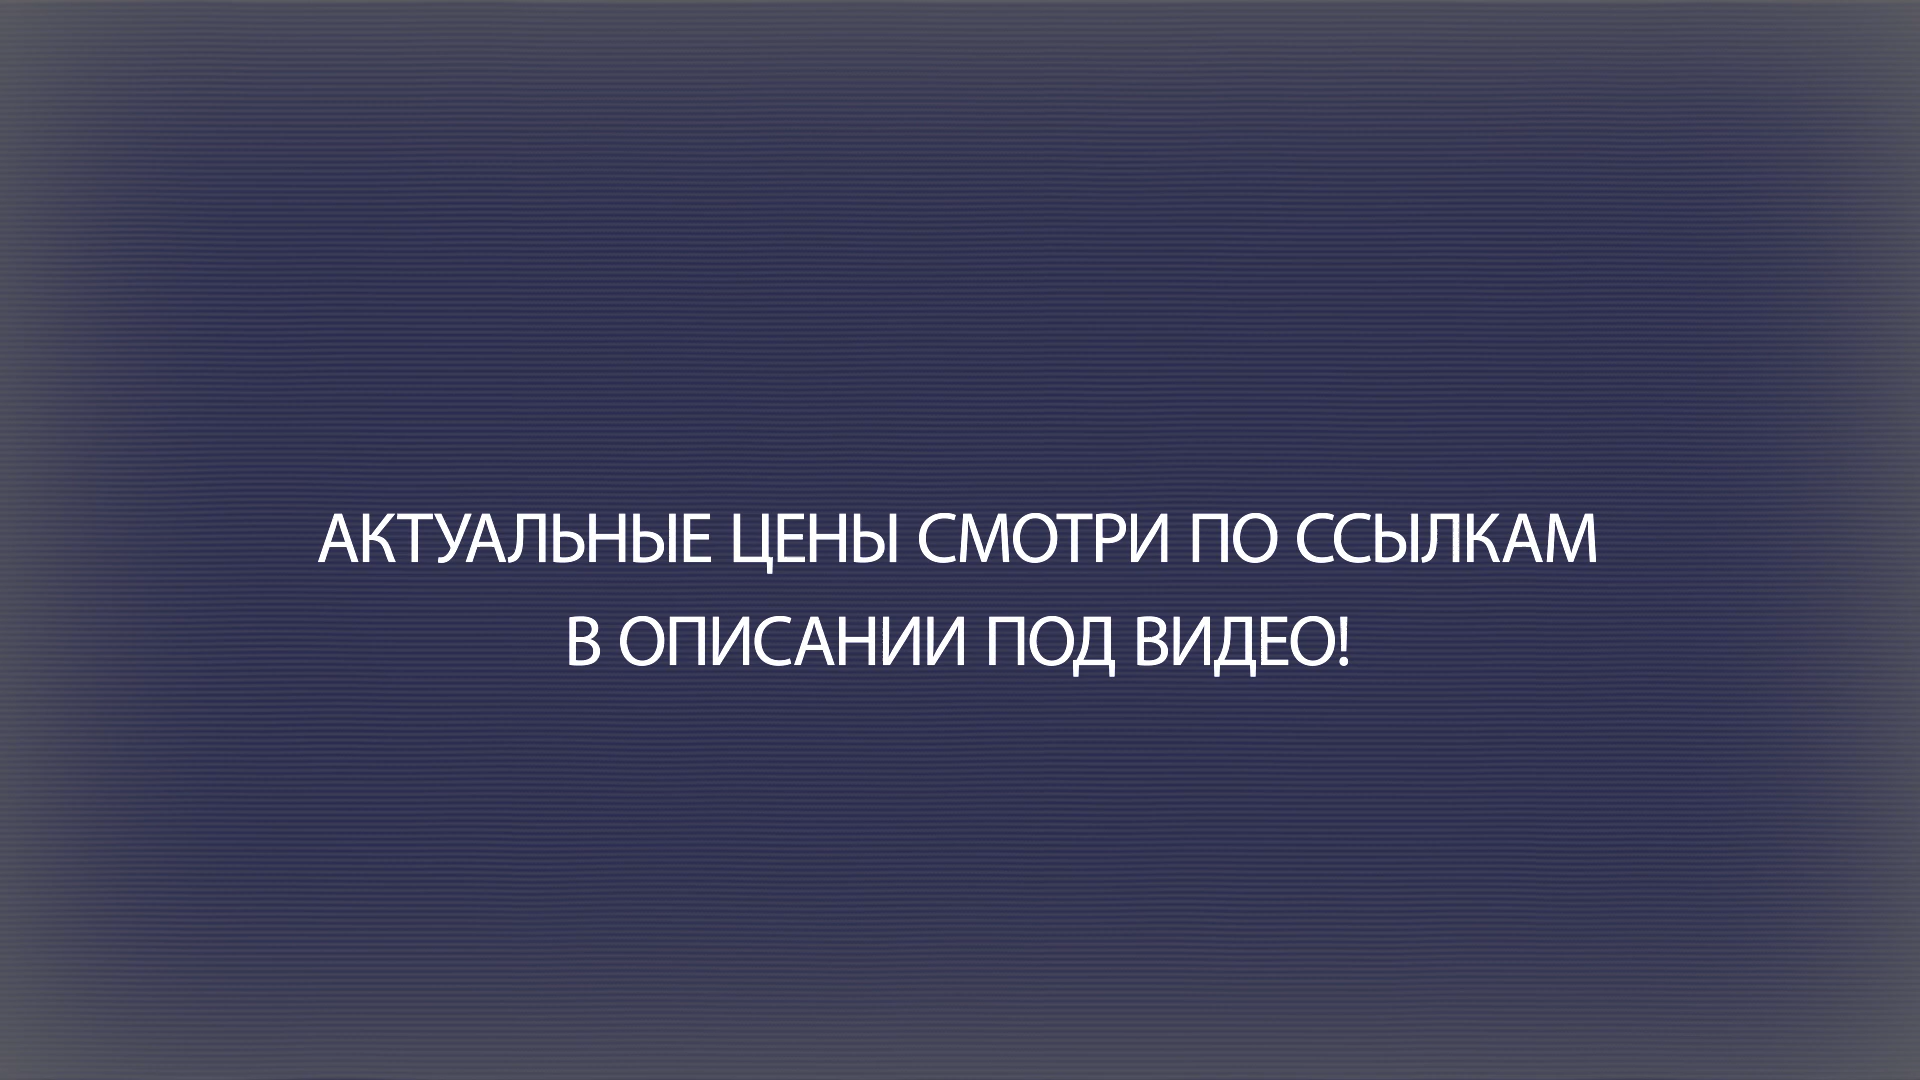 АКТУАЛЬНЫЕ ЦЕНЫ СМОТРИ ПО ССЫЛКАМ
В ОПИСАНИИ ПОД ВИДЕО!